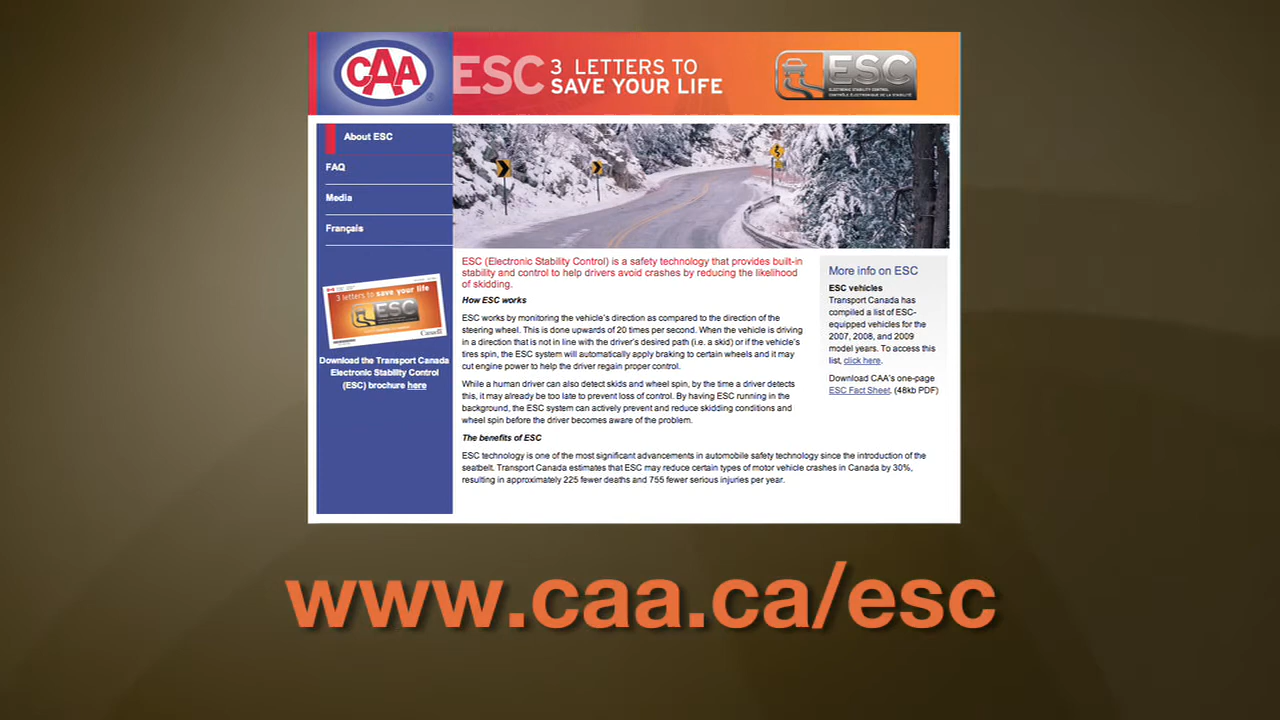 CAA
ESC 3 LETTERS TO
SAVE YOUR LIFE
ESC
ELECTRONIC STABILITY CONTROL
CONTRÔLE ÉLECTRONIQUE DE LA STABILITÉ
About ESC
FAQ
Media
Français
3 letters to save your life
ESC
Canada
Download the Transport Canada
Electronic Stability Control
(ESC) brochure here
ESC (Electronic Stability Control) is a safety technology that provides built-in
stability and control to help drivers avoid crashes by reducing the likelihood
of skidding.
How ESC works
ESC works by monitoring the vehicle's direction as compared to the direction of the
steering wheel. This is done upwards of 20 times per second. When the vehicle is driving
in a direction that is not in line with the driver's desired path (i.e. a skid) or if the vehicle's
tires spin, the ESC system will automatically apply braking to certain wheels and it may
cut engine power to help the driver regain proper control.
While a human driver can also detect skids and wheel spin, by the time a driver detects
this, it may already be too late to prevent loss of control. By having ESC running in the
background, the ESC system can actively prevent and reduce skidding conditions and
wheel spin before the driver becomes aware of the problem.
The benefits of ESC
ESC technology is one of the most significant advancements in automobile safety technology since the introduction of the
seatbelt. Transport Canada estimates that ESC may reduce certain types of motor vehicle crashes in Canada by 30%,
resulting in approximately 225 fewer deaths and 755 fewer serious injuries per year.
More info on ESC
ESC vehicles
Transport Canada has
compiled a list of ESC-
equipped vehicles for the
2007, 2008, and 2009
model years. To access this
list, click here.
Download CAA's one-page
ESC Fact Sheet. (48kb PDF)
www.caa.ca/esc